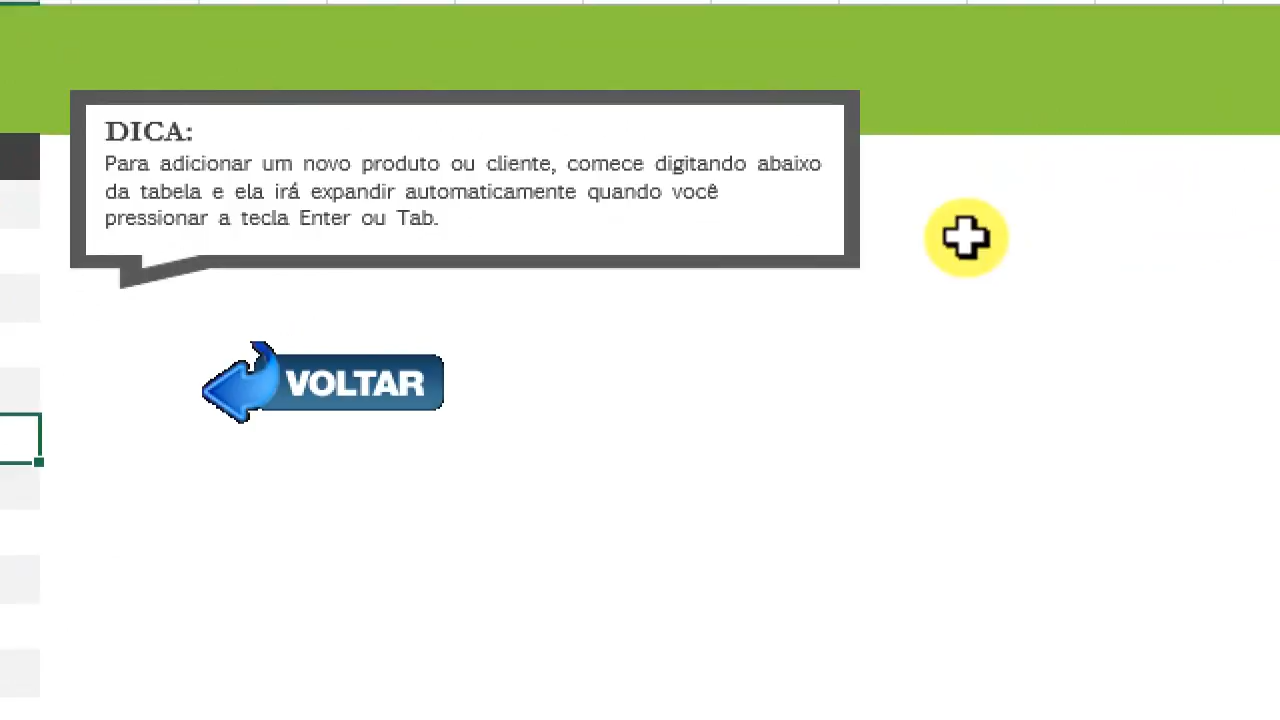 DICA:
Para adicionar um novo produto ou cliente, comece digitando abaixo
da tabela e ela irá expandir automaticamente quando você
pressionar a tecla Enter ou Tab.
VOLTAR